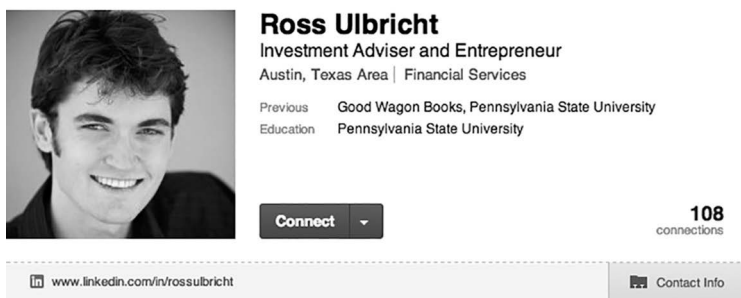 Ross Ulbricht
Investment Adviser and Entrepreneur
Austin, Texas Area | Financial Services
Previous Good Wagon Books, Pennsylvania State University
Education Pennsylvania State University
Connect
108
connections
in www.linkedin.com/in/rossulbricht
Contact Info